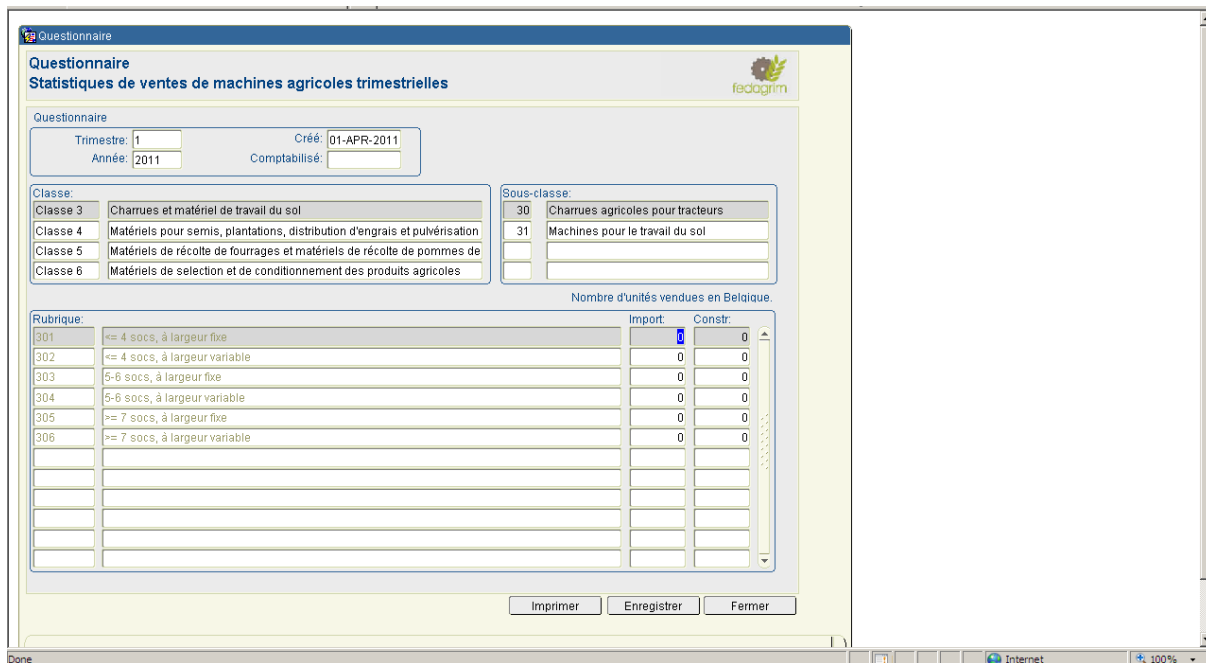 Questionnaire
Questionnaire
Statistiques de ventes de machines agricoles trimestrielles
fedagrim
Questionnaire
Trimestre: 1 Créé: 01-APR-2011
Année: 2011 Comptabilisé:
Classe: Sous-classe:
Classe 3 Charrues et matériel de travail du sol 30 Charrues agricoles pour tracteurs
Classe 4 Matériels pour semis, plantations, distribution d'engrais et pulvérisation 31 Machines pour le travail du sol
Classe 5 Matériels de récolte de fourrages et matériels de récolte de pommes de
Classe 6 Matériels de selection et de conditionnement des produits agricoles
Nombre d'unités vendues en Belgique.
Rubrique: Import: Constr:
301 <= 4 socs, à largeur fixe 0 0
302 <= 4 socs, à largeur variable 0 0
303 5-6 socs, à largeur fixe 0 0
304 5-6 socs, à largeur variable 0 0
305 >= 7 socs, à largeur fixe 0 0
306 >= 7 socs, à largeur variable 0 0
Imprimer Enregistrer Fermer
Done Internet 100%